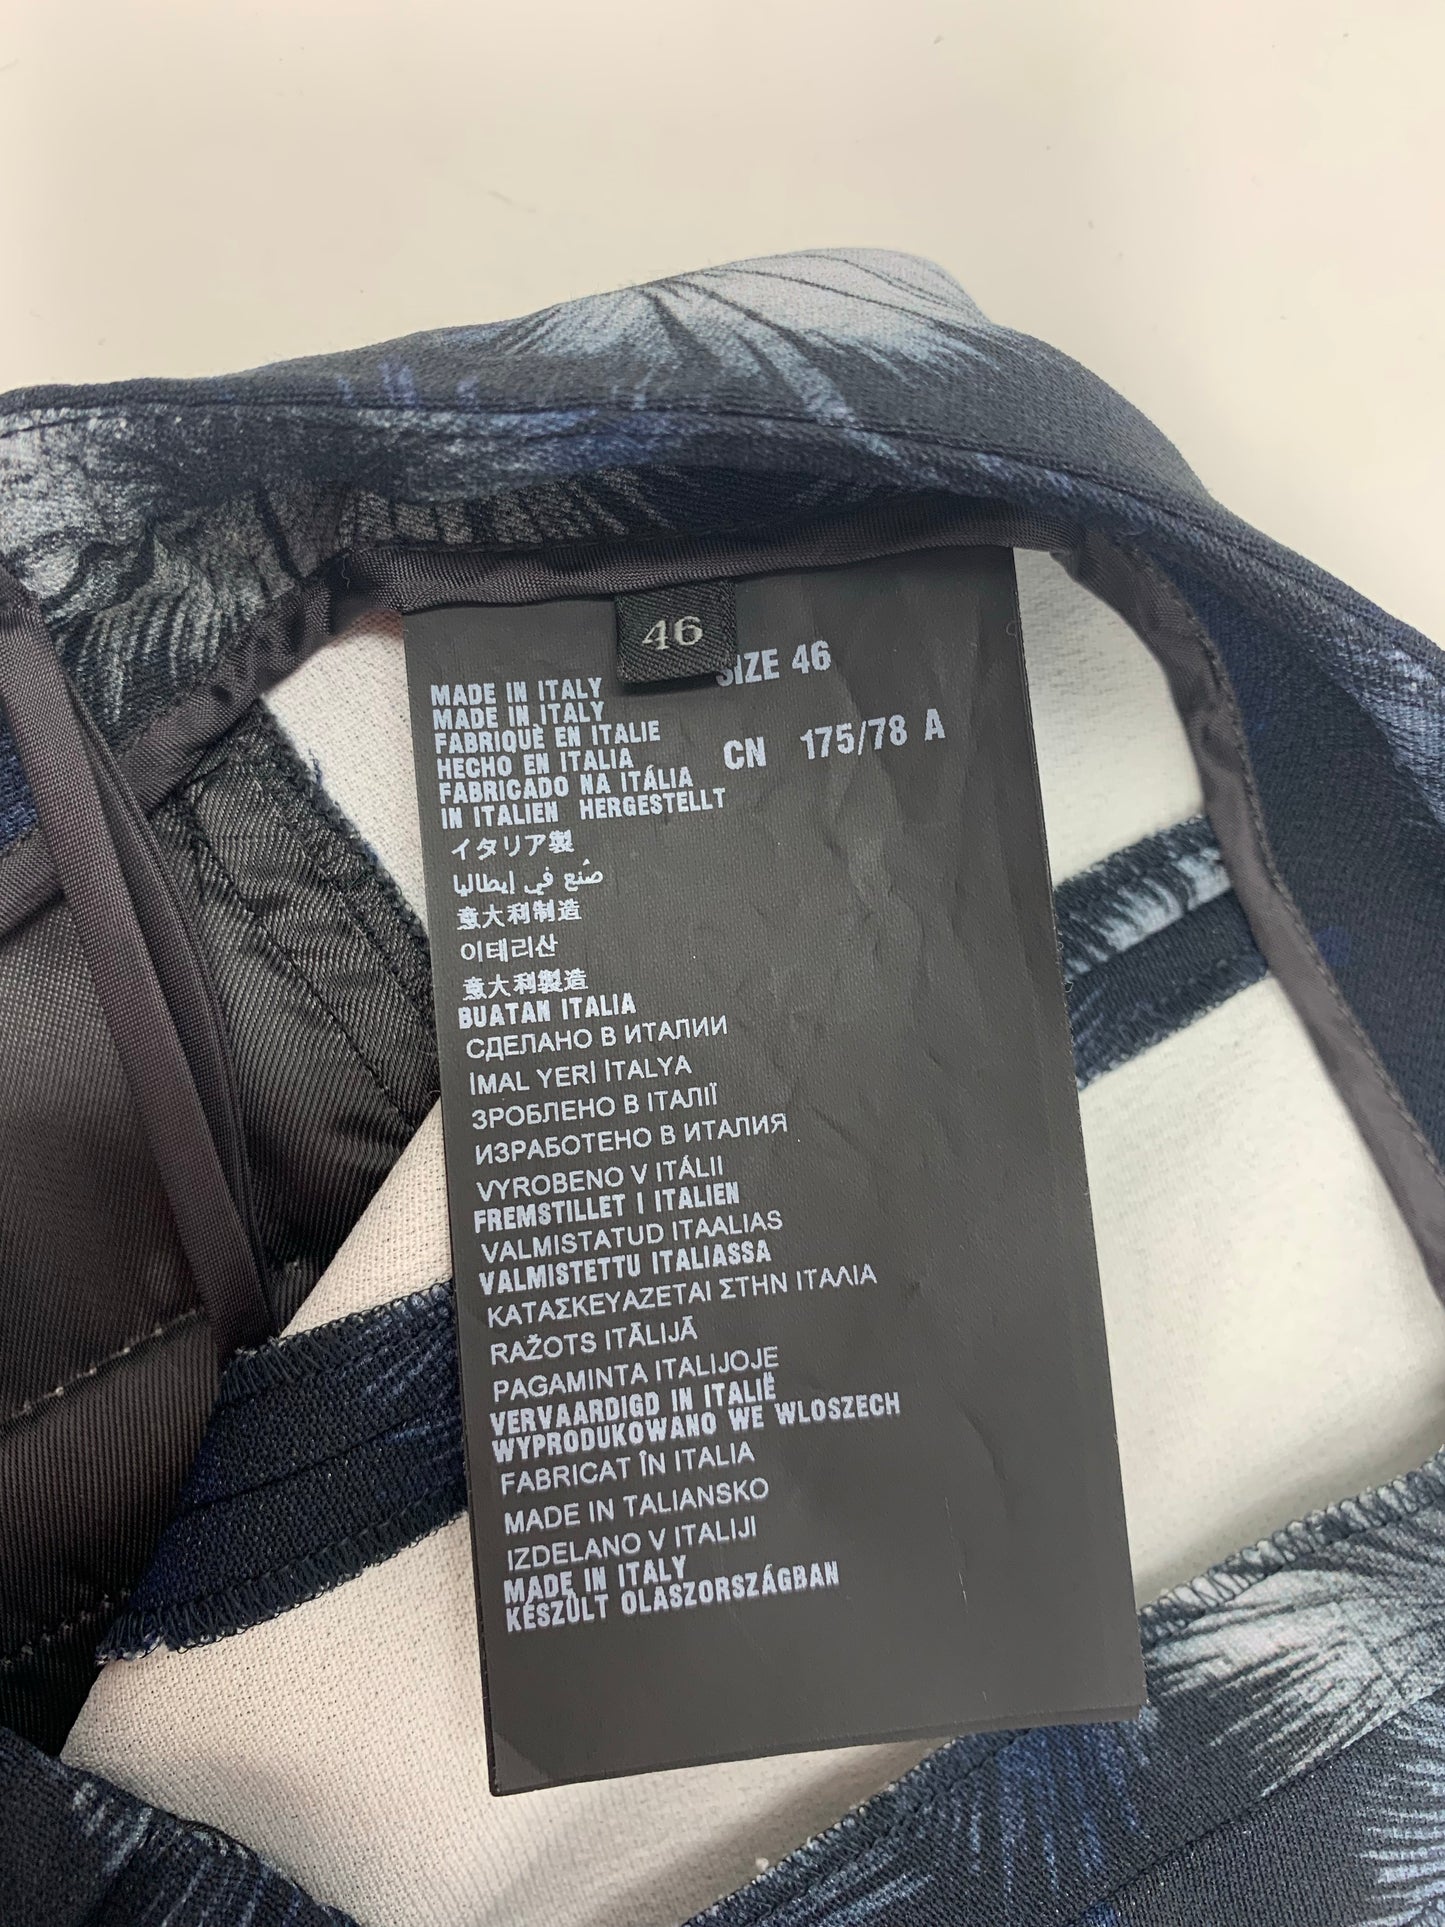 46
SIZE 46
CN 175/78 A
MADE IN ITALY
MADE IN ITALY
FABRIQUÈ EN ITALIE
HECHO EN ITALIA
FABRICADO NA ITÁLIA
IN ITALIEN HERGESTELLT
イタリア製
صُنع في إيطاليا
意大利制造
이태리산
意大利製造
BUATAN ITALIA
СДЕЛАНО В ИТАЛИИ
İMAL YERİ İTALYA
ЗРОБЛЕНО В ІТАЛІЇ
ИЗРАБОТЕНО В ИТАЛИЯ
VYROBENO V ITÁLII
FREMSTILLET I ITALIEN
VALMISTATUD ITAALIAS
VALMISTETTU ITALIASSA
ΚΑΤΑΣΚΕΥΑΖΕΤΑΙ ΣΤΗΝ ΙΤΑΛΙΑ
RAŽOTS ITĀLIJĀ
PAGAMINTA ITALIJOJE
VERVAARDIGD IN ITALIË
WYPRODUKOWANO WE WLOSZECH
FABRICAT ÎN ITALIA
MADE IN TALIANSKO
IZDELANO V ITALIJI
MADE IN ITALY
KÉSZÜLT OLASZORSZÁGBAN